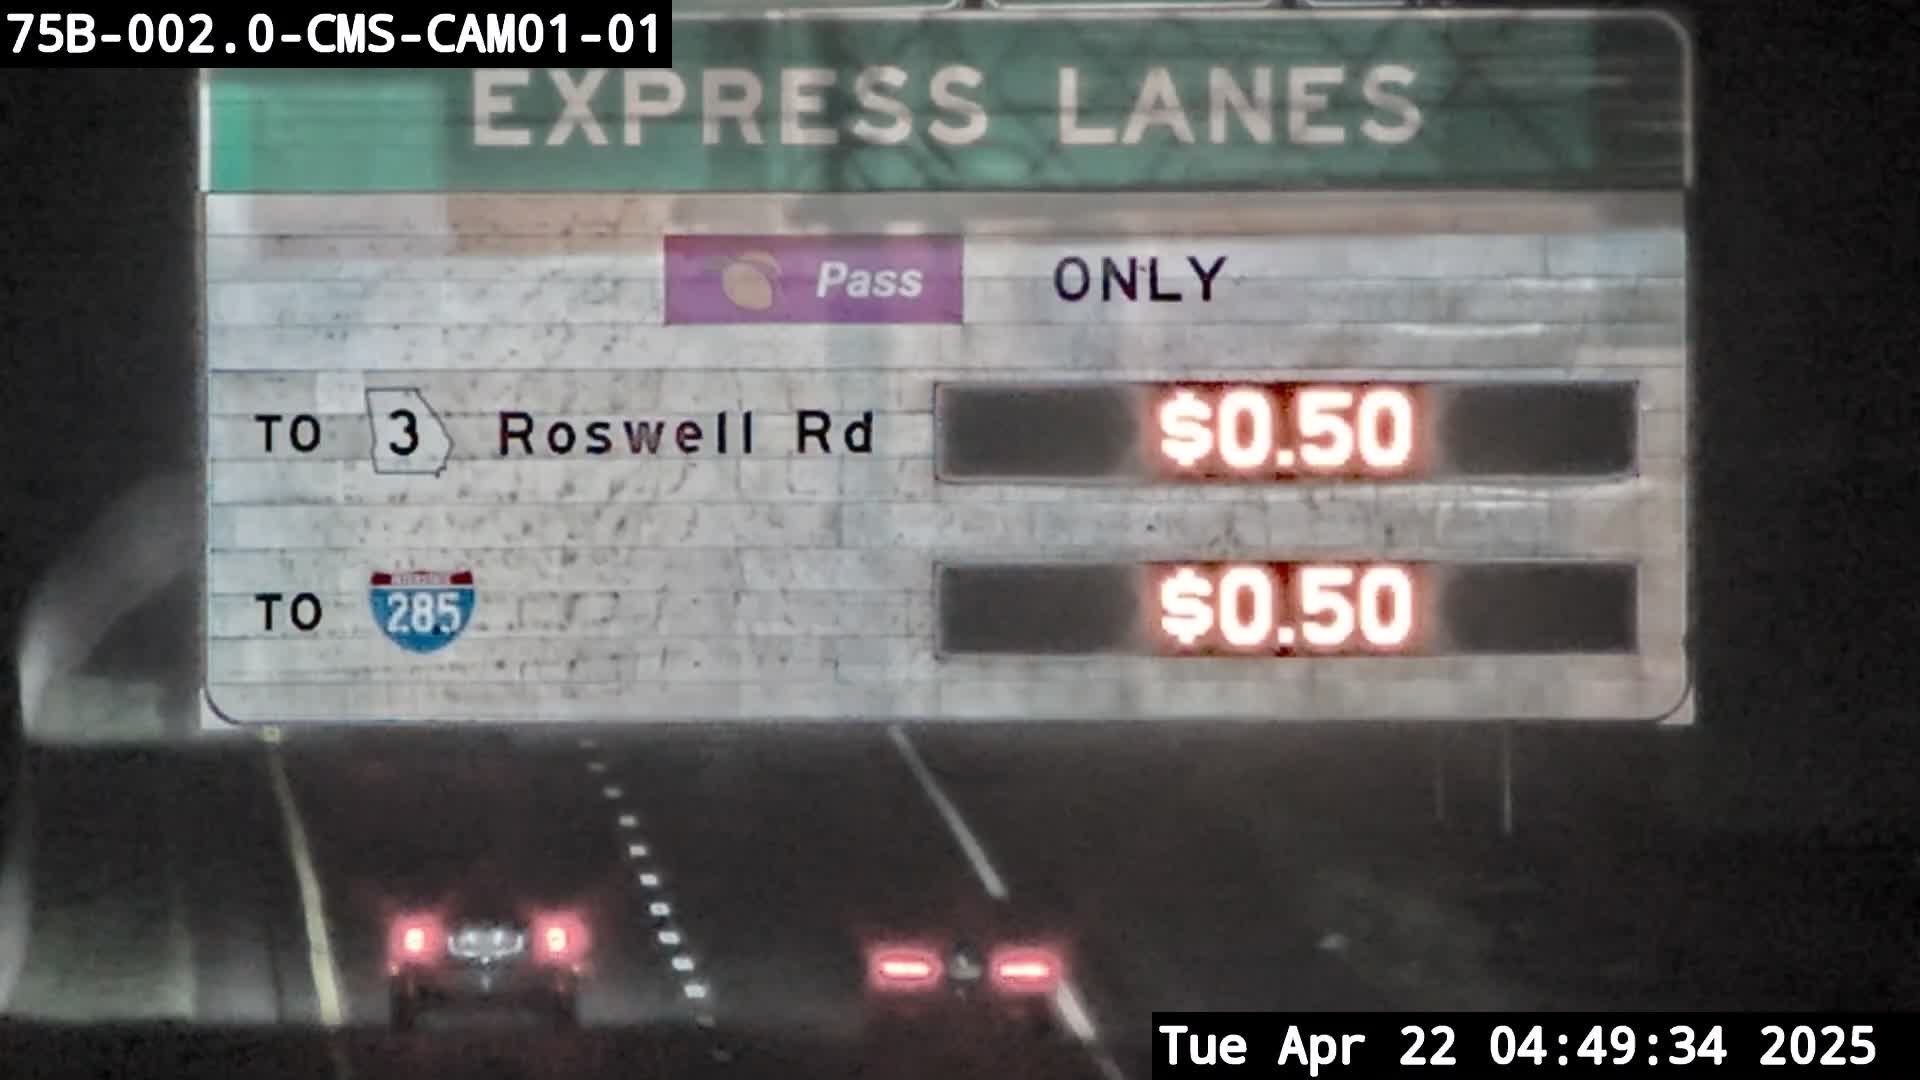 75B-002.0-CMS-CAM01-01
EXPRESS LANES
Pass ONLY
TO 3 Roswell Rd $0.50
TO 285 $0.50
Tue Apr 22 04:49:34 2025